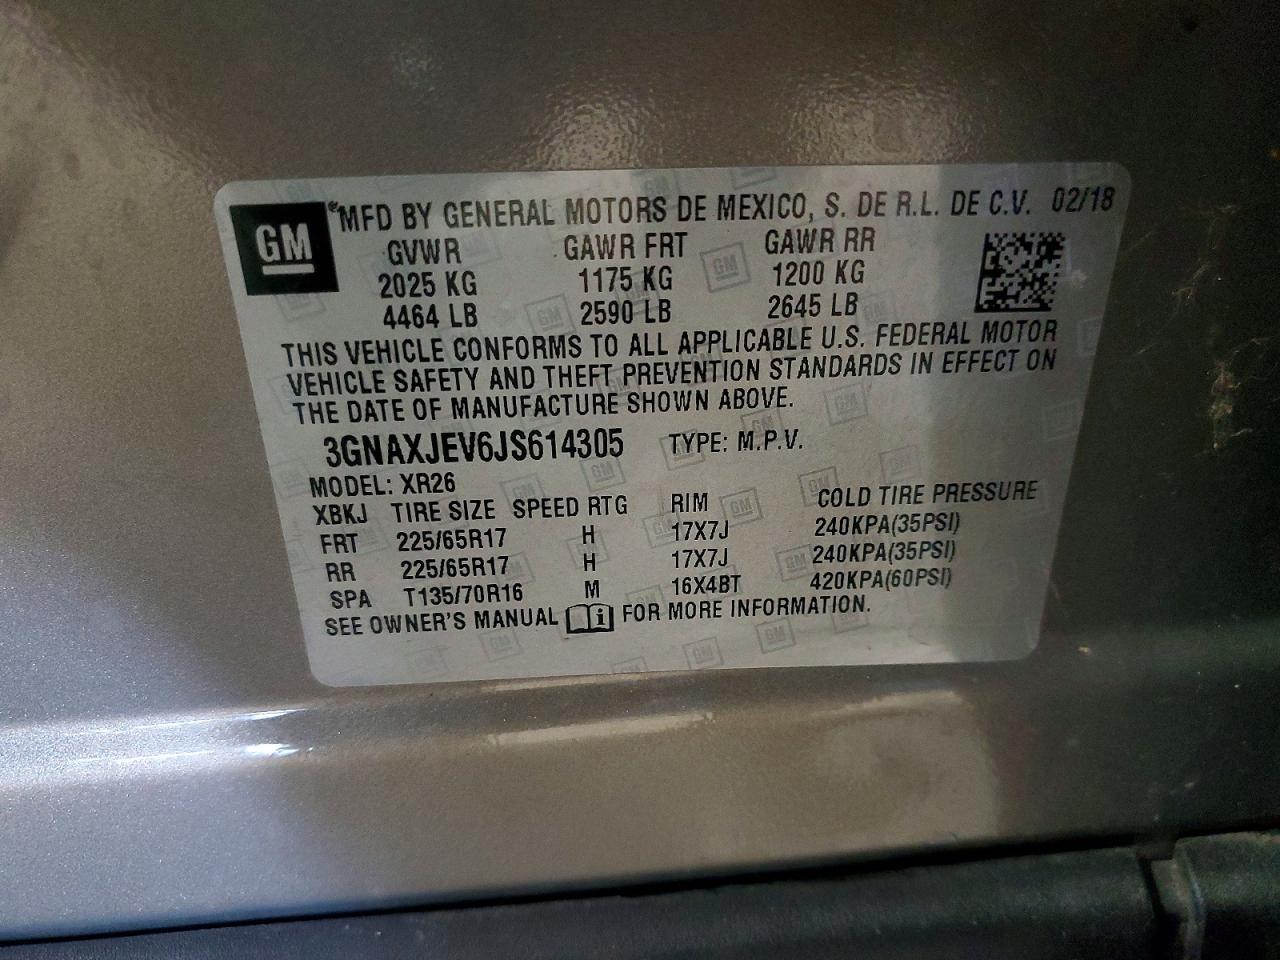 GM
®MFD BY GENERAL MOTORS DE MEXICO, S. DE R.L. DE C.V. 02/18
GVWR GAWR FRT GAWR RR
2025 KG 1175 KG 1200 KG
4464 LB 2590 LB 2645 LB
THIS VEHICLE CONFORMS TO ALL APPLICABLE U.S. FEDERAL MOTOR
VEHICLE SAFETY AND THEFT PREVENTION STANDARDS IN EFFECT ON
THE DATE OF MANUFACTURE SHOWN ABOVE.
3GNAXJEV6JS614305 TYPE: M.P.V.
MODEL: XR26
XBKJ TIRE SIZE SPEED RTG RIM COLD TIRE PRESSURE
FRT 225/65R17 H 17X7J 240KPA(35PSI)
RR 225/65R17 H 17X7J 240KPA(35PSI)
SPA T135/70R16 M 16X4BT 420KPA(60PSI)
SEE OWNER'S MANUAL FOR MORE INFORMATION.